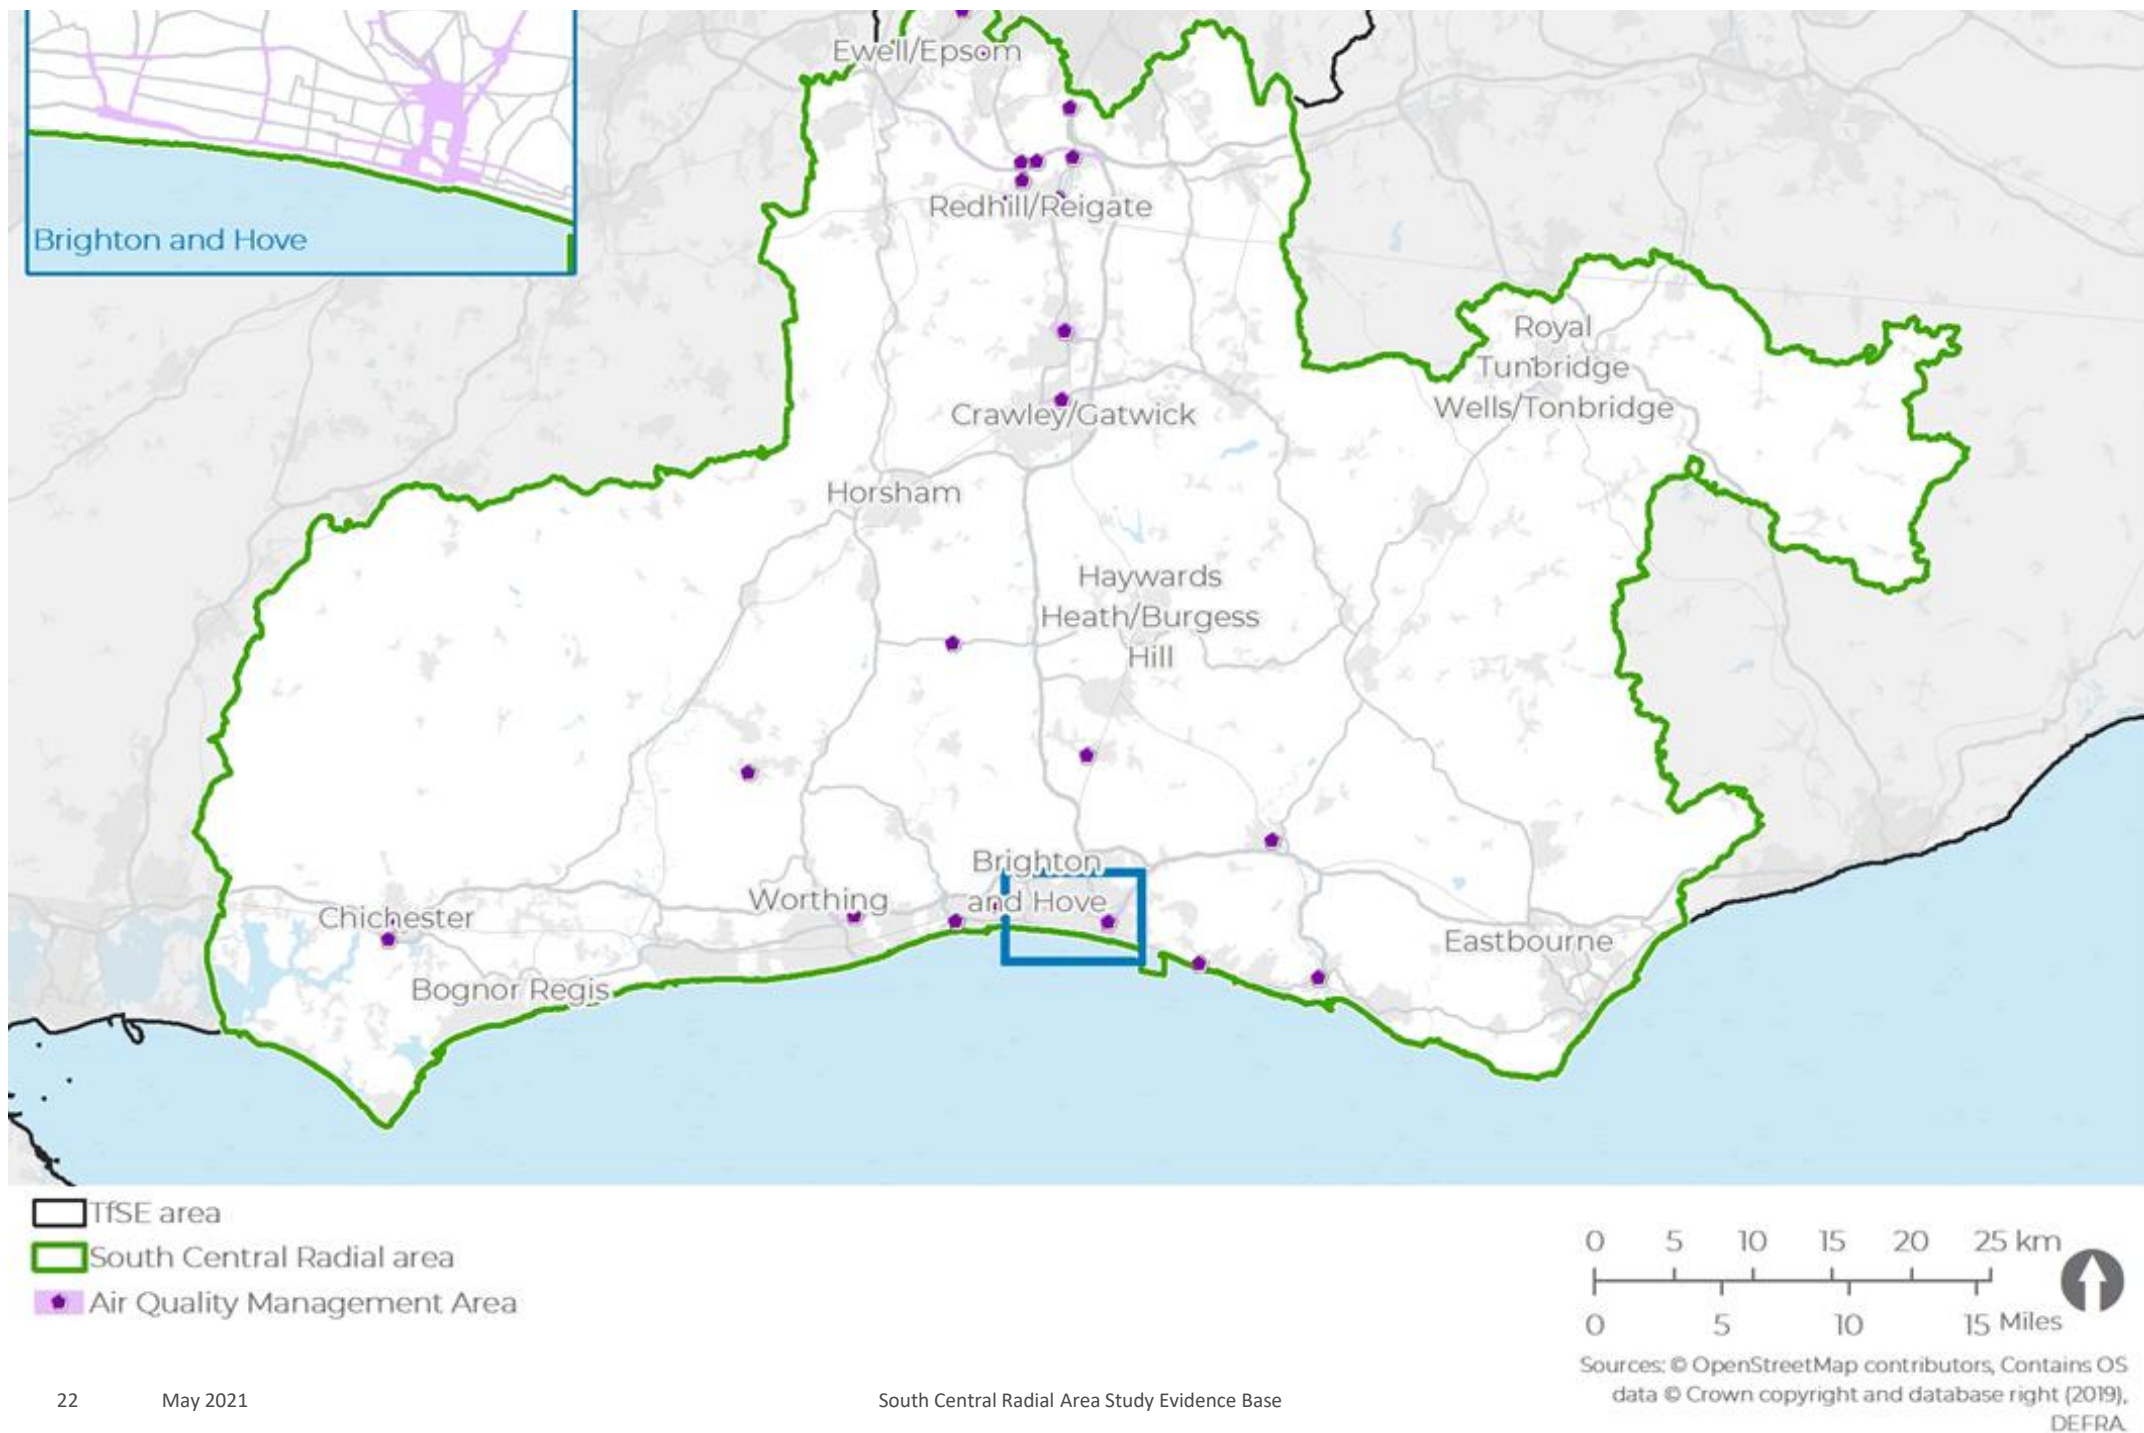 Ewell/Epsom
Redhill/Reigate
Brighton and Hove
Royal
Tunbridge
Wells/Tonbridge
Crawley/Gatwick
Horsham
Haywards
Heath/Burgess
Hill
Brighton
and Hove
Worthing
Chichester
Eastbourne
Bognor Regis
TfSE area
South Central Radial area
Air Quality Management Area
0 5 10 15 20 25 km
0 5 10 15 Miles
Sources: © OpenStreetMap contributors, Contains OS
data © Crown copyright and database right (2019),
DEFRA.
22 May 2021 South Central Radial Area Study Evidence Base